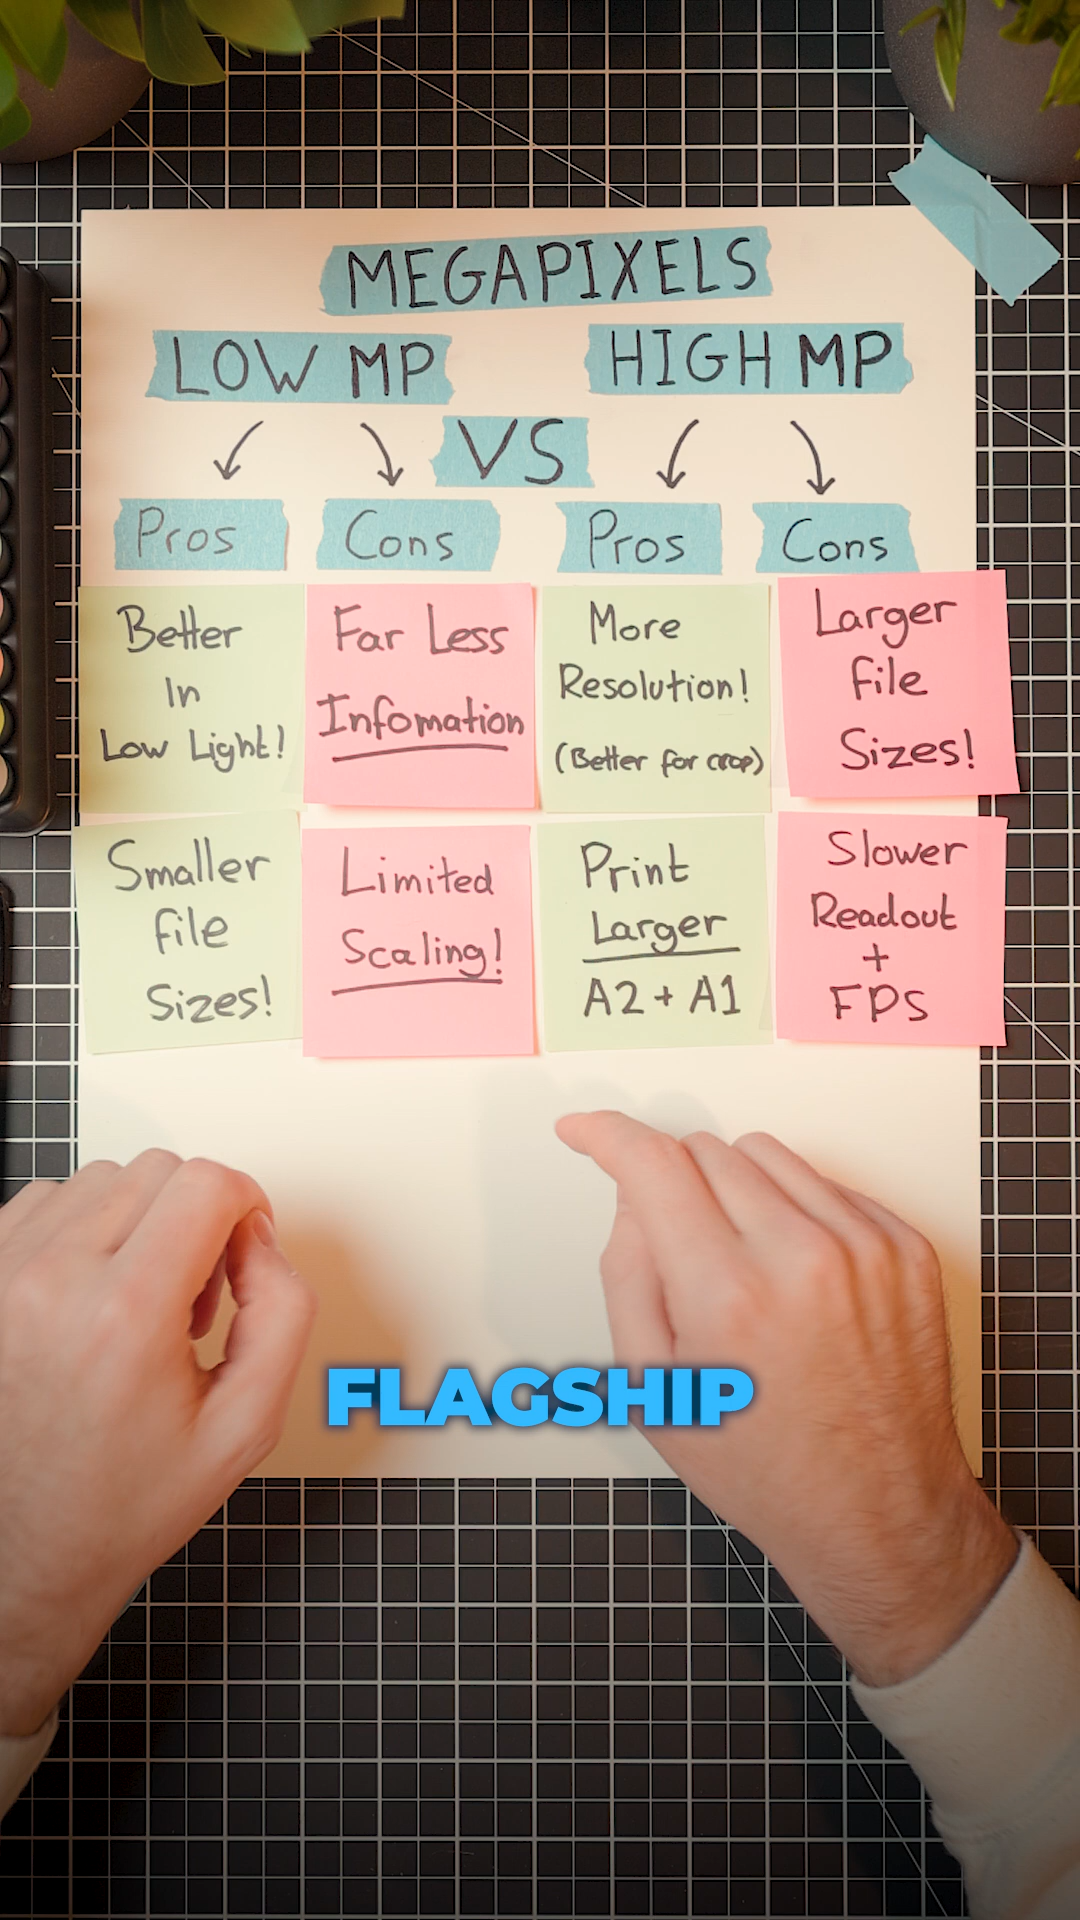 MEGAPIXELS
LOW MP
HIGH MP
VS
Pros
Cons
Pros
Cons
Better
In
Low Light!
Far Less
Infomation
More
Resolution!
(Better for crop)
Larger
file
Sizes!
Smaller
file
Sizes!
Limited
Scaling!
Print
Larger
A2 + A1
Slower
Readout
+
FPS
FLAGSHIP